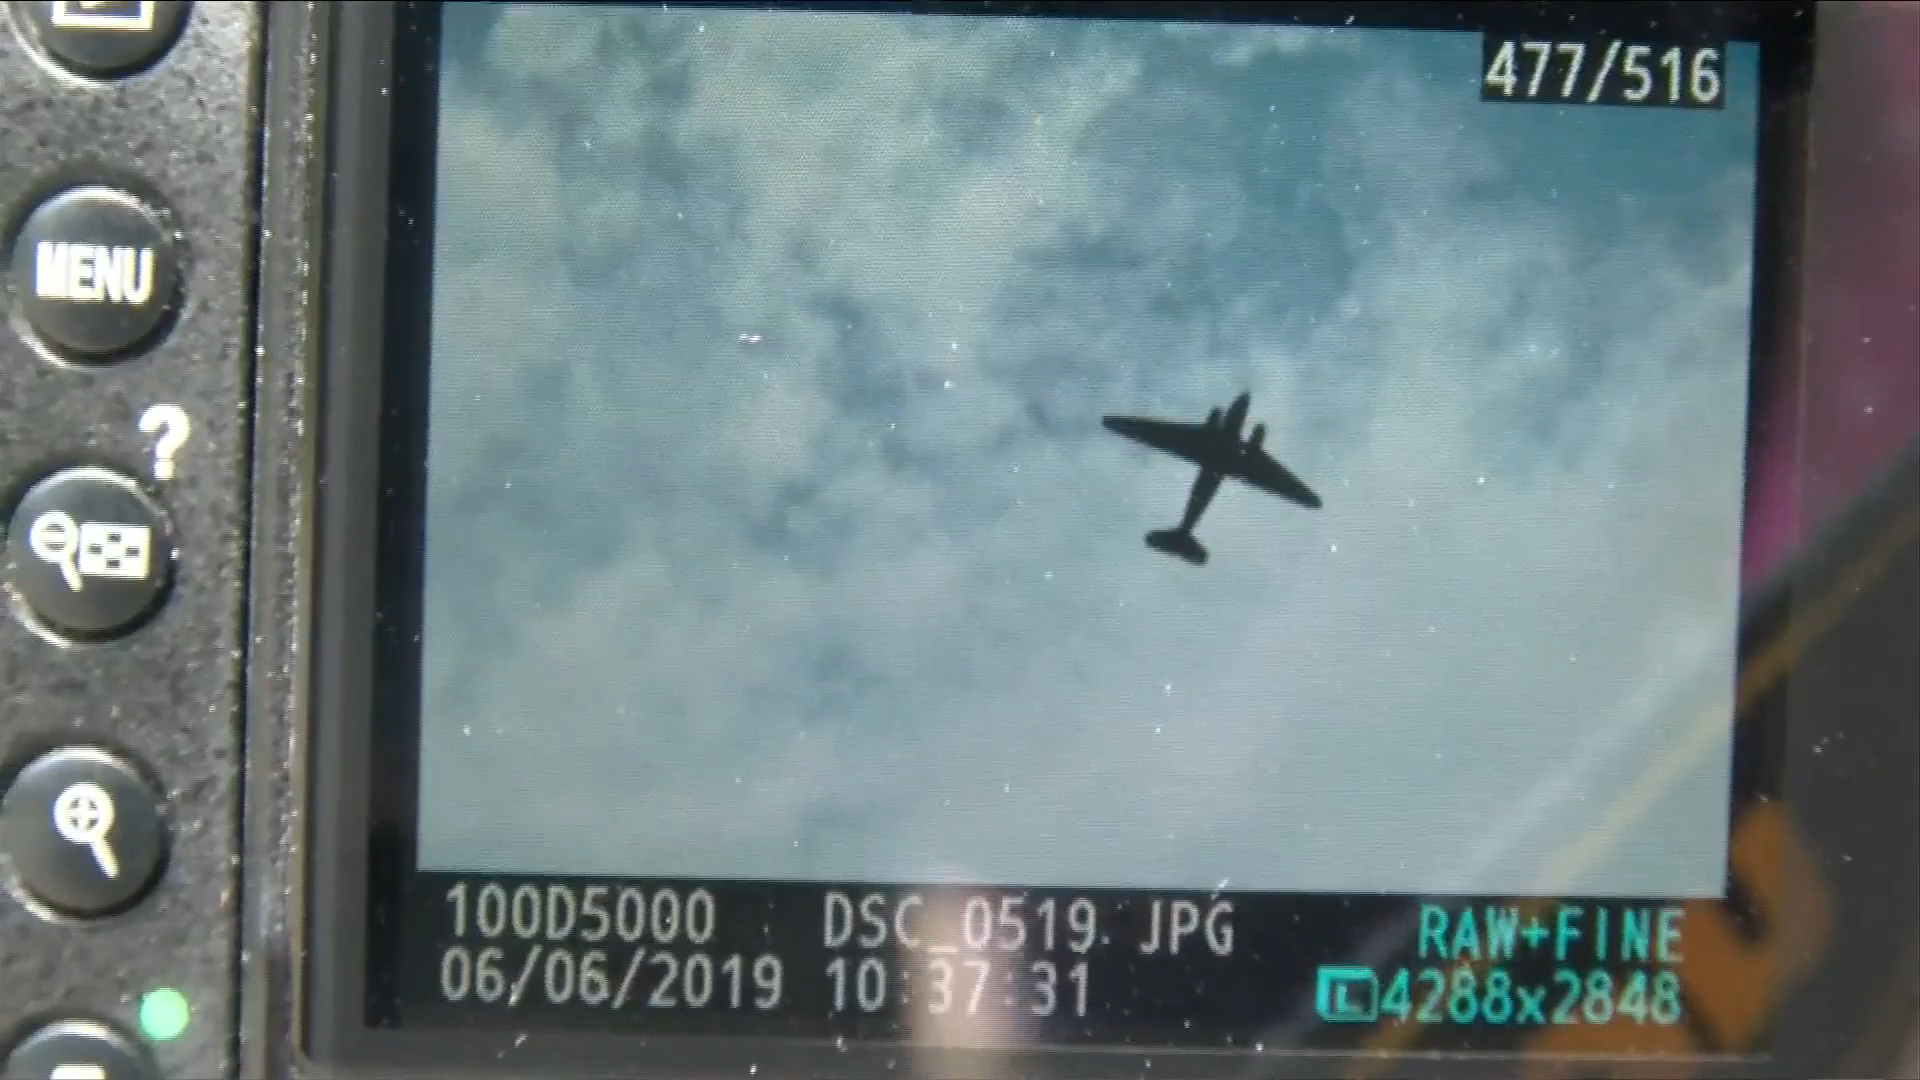 477/516
MENU
?
100D5000 DSC_0519. JPG RAW+FINE
06/06/2019 10:37:31 L 4288x2848